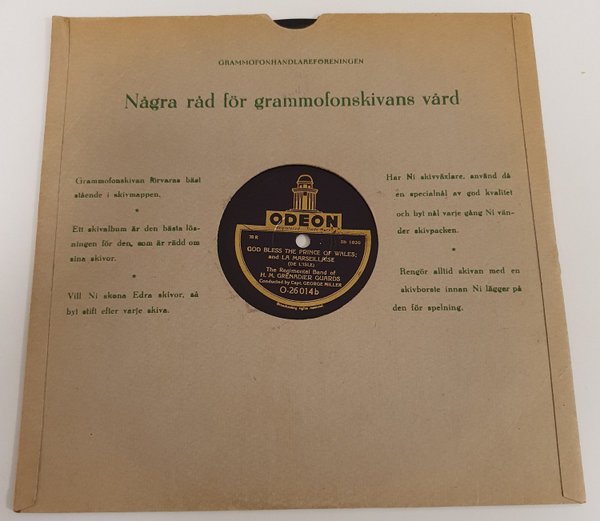 GRAMMOFONHANDLAREFÖRENINGEN
Några råd för grammofonskivans vård
Grammofonskivan förvaras bäst
stående i skivmappen.
*
Ett skivalbum är den bästa lös-
ningen för den, som är rädd om
sina skivor.
*
Vill Ni skona Edra skivor, så
byt stift efter varje skiva.
Har Ni skivväxlare, använd då
en specialnål av god kvalitet
och byt nål varje gång Ni vän-
der skivpacken.
*
Rengör alltid skivan med en
skivborste innan Ni lägger på
den för spelning.
ODEON
GOD BLESS THE PRINCE OF WALES;
and LA MARSEILLAISE
(DE L'ISLE)
The Regimental Band of
H. M. GRENADIER GUARDS
Conducted by Capt. GEORGE MILLER
O-26014b